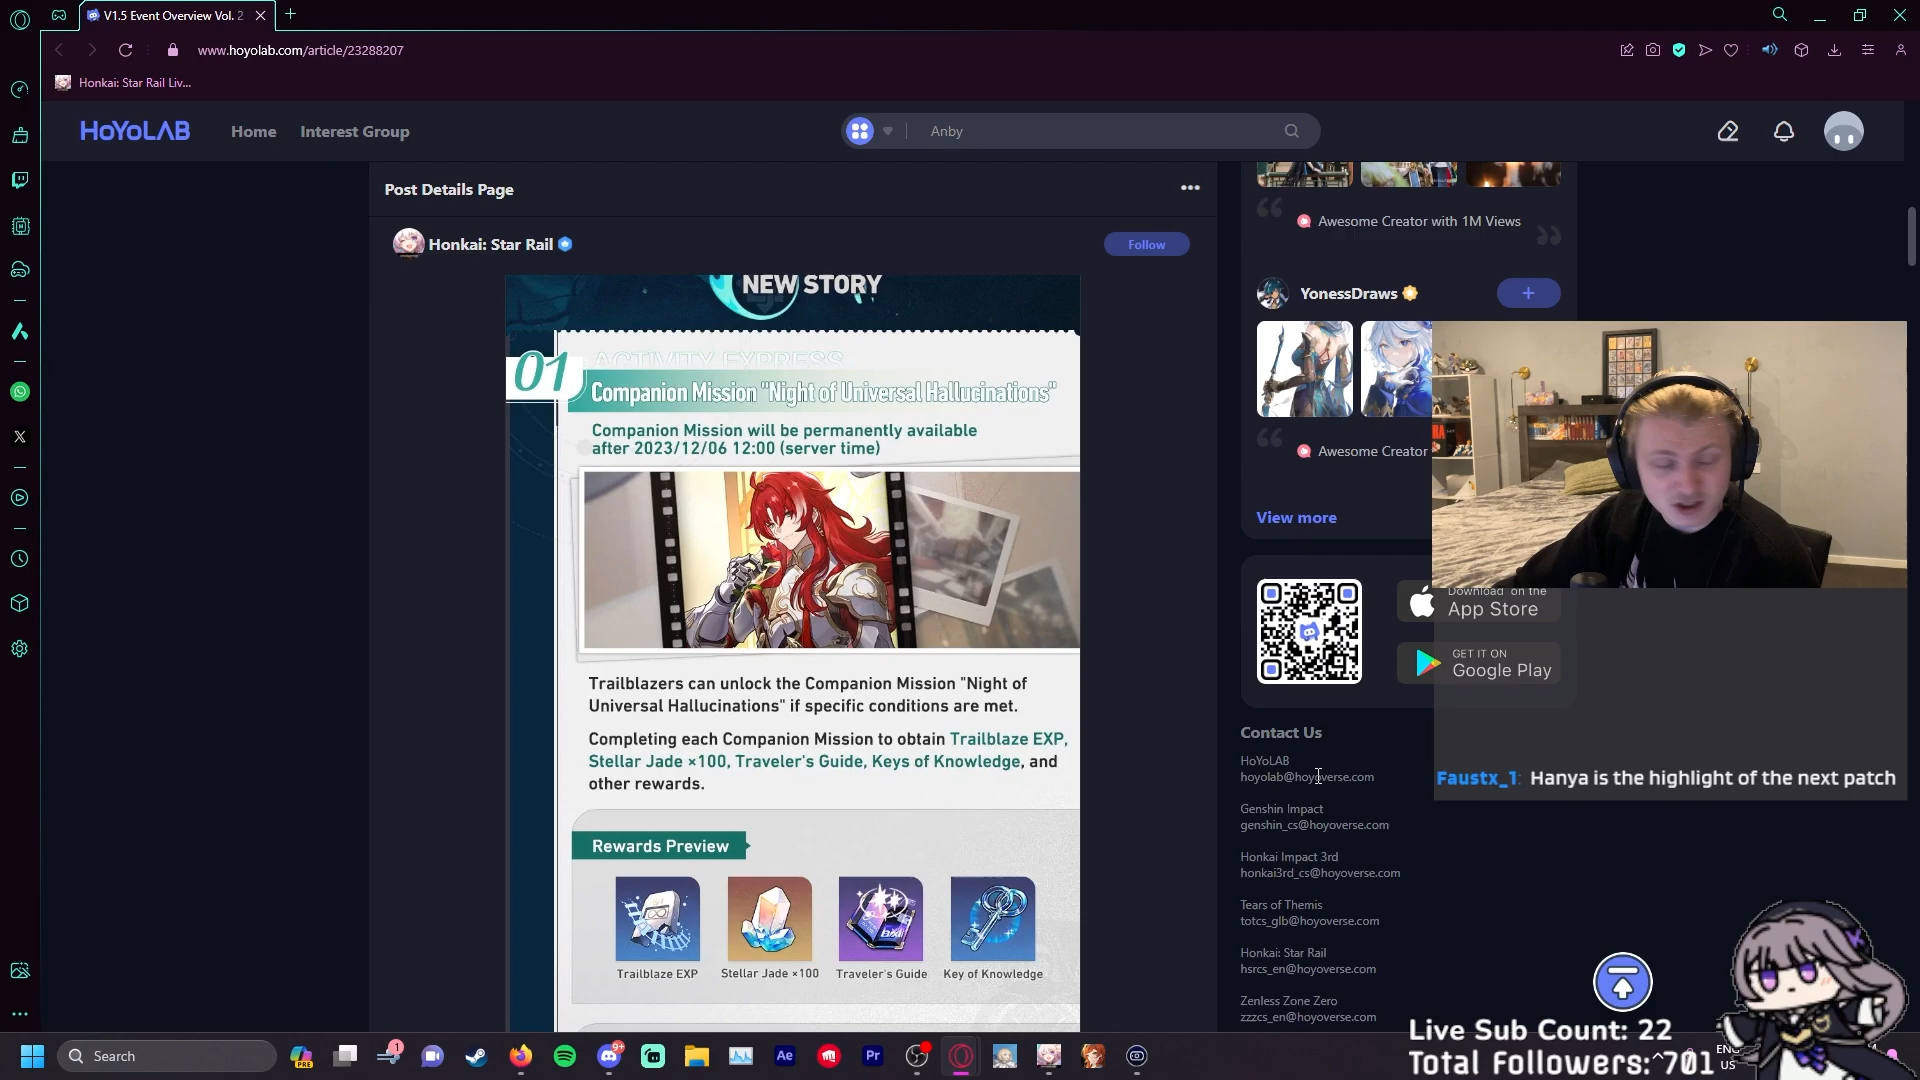 V1.5 Event Overview Vol. 2
www.hoyolab.com/article/23288207
Honkai: Star Rail Liv...
HoYoLAB
Home
Interest Group
Anby
Post Details Page
Honkai: Star Rail
Follow
NEW STORY
ACTIVITY EXPRESS
01
Companion Mission "Night of Universal Hallucinations"
Companion Mission will be permanently available
after 2023/12/06 12:00 (server time)
Trailblazers can unlock the Companion Mission "Night of
Universal Hallucinations" if specific conditions are met.
Completing each Companion Mission to obtain Trailblaze EXP,
Stellar Jade ×100, Traveler's Guide, Keys of Knowledge, and
other rewards.
Rewards Preview
Trailblaze EXP
Stellar Jade ×100
Traveler's Guide
Key of Knowledge
Awesome Creator with 1M Views
YonessDraws
Awesome Creator
View more
Download on the
App Store
GET IT ON
Google Play
Contact Us
HoYoLAB
hoyolab@hoyoverse.com
Genshin Impact
genshin_cs@hoyoverse.com
Honkai Impact 3rd
honkai3rd_cs@hoyoverse.com
Tears of Themis
totcs_glb@hoyoverse.com
Honkai: Star Rail
hsrcs_en@hoyoverse.com
Zenless Zone Zero
zzzcs_en@hoyoverse.com
Faustx_1: Hanya is the highlight of the next patch
Live Sub Count: 22
Total Followers: 701
Search
PRE
1
9+
Ae
Pr
ENG
US